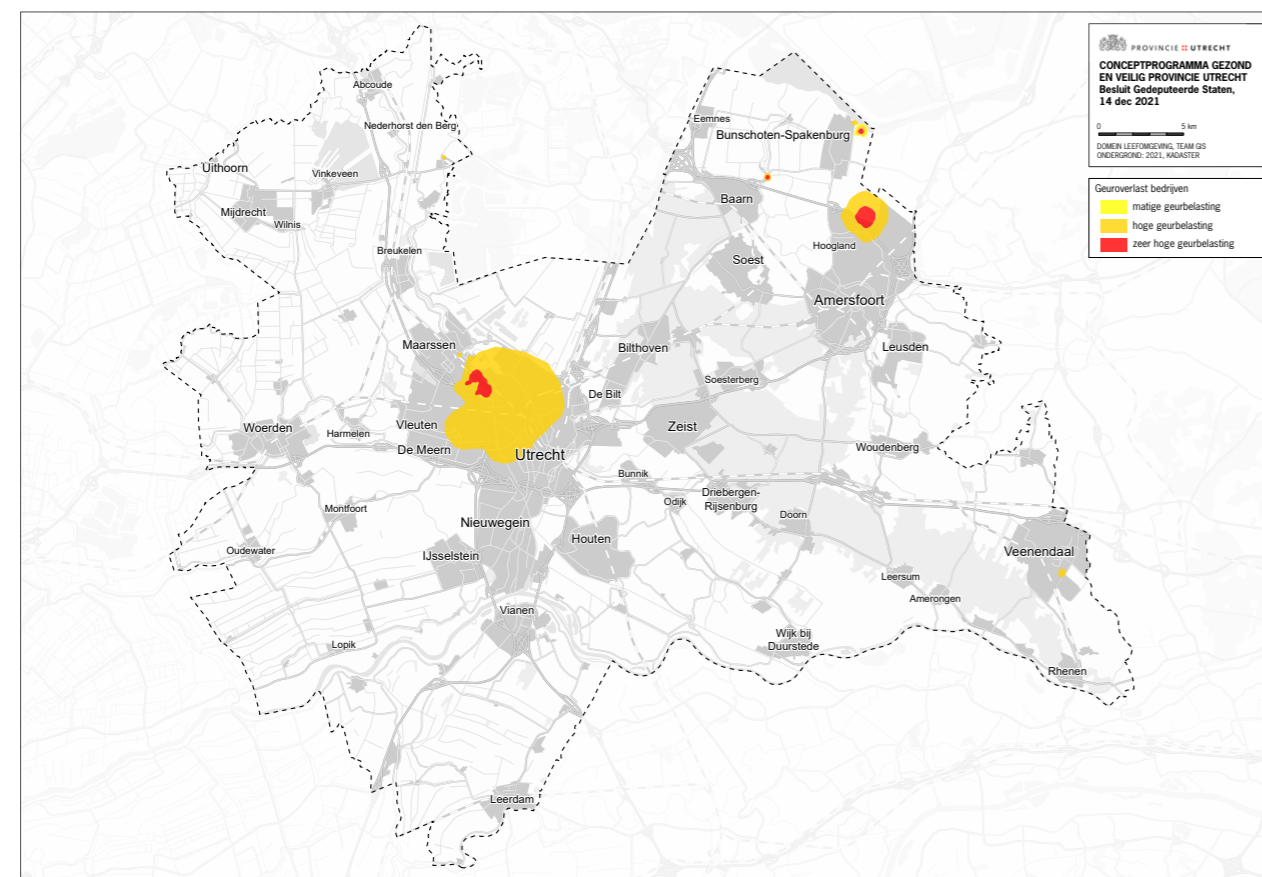 PROVINCIE UTRECHT
CONCEPTPROGRAMMA GEZOND
EN VEILIG PROVINCIE UTRECHT
Besluit Gedeputeerde Staten,
14 dec 2021
0 5 km
DOMEIN LEEFOMGEVING, TEAM GIS
ONDERGROND: 2021, KADASTER
Geuroverlast bedrijven
matige geurbelasting
hoge geurbelasting
zeer hoge geurbelasting
Abcoude
Nederhorst den Berg
Eemnes
Bunschoten-Spakenburg
Uithoorn
Vinkeveen
Baarn
Mijdrecht
Wilnis
Hoogland
Breukelen
Soest
Amersfoort
Maarssen
Bilthoven
Leusden
Soesterberg
De Bilt
Vleuten
Woerden
Harmelen
Zeist
De Meern
Utrecht
Woudenberg
Bunnik
Driebergen-
Rijsenburg
Odijk
Montfoort
Doorn
Nieuwegein
Houten
Oudewater
IJsselstein
Veenendaal
Leersum
Amerongen
Vianen
Wijk bij
Duurstede
Lopik
Rhenen
Leerdam